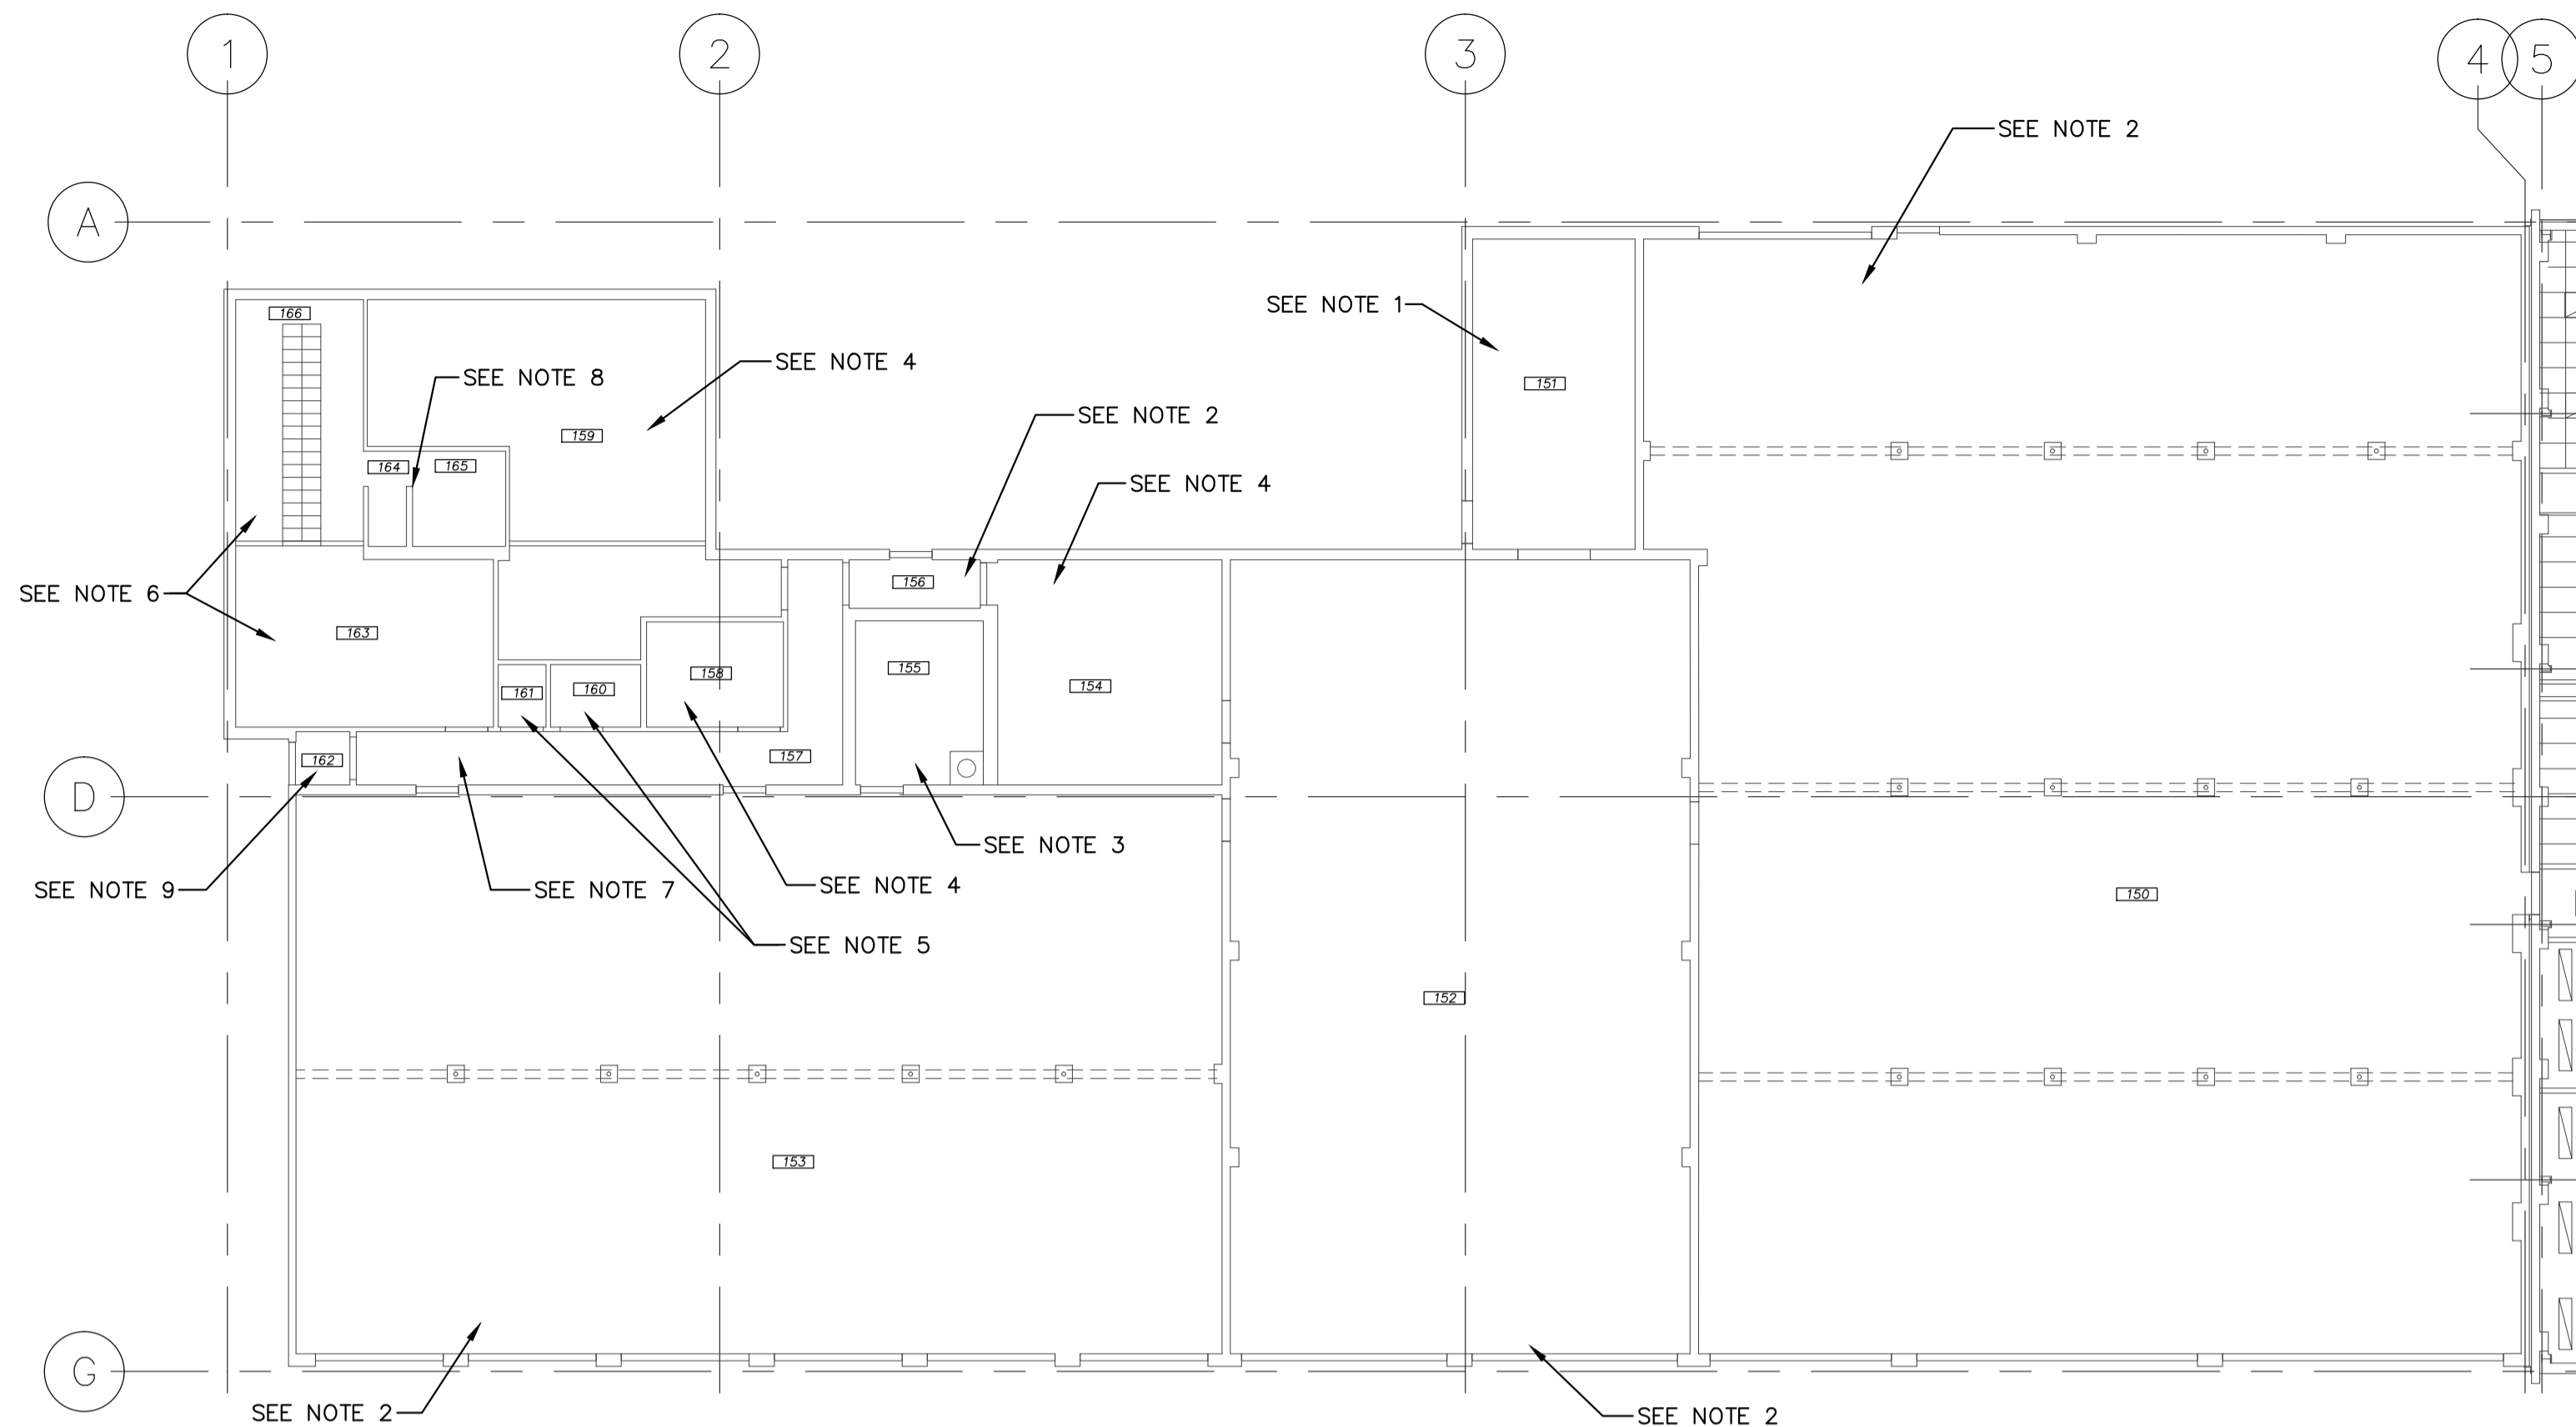 1
2
3
4
5
SEE NOTE 2
A
SEE NOTE 1
166
SEE NOTE 4
SEE NOTE 8
151
SEE NOTE 2
159
164
165
SEE NOTE 4
156
SEE NOTE 6
163
155
158
154
161
160
157
162
D
SEE NOTE 3
SEE NOTE 9
SEE NOTE 7
SEE NOTE 4
150
SEE NOTE 5
152
153
G
SEE NOTE 2
SEE NOTE 2